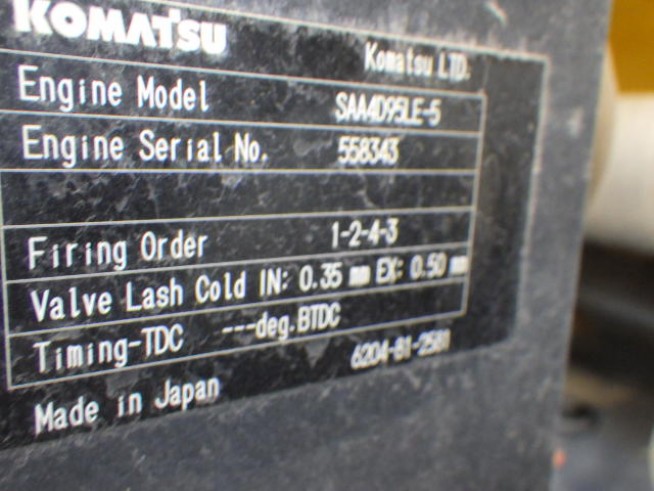 KOMATSU
Komatsu LTD.
Engine Model SAA4D95LE-5
Engine Serial No. 558343
Firing Order 1-2-4-3
Valve Lash Cold IN: 0.35 mm EX: 0.50 mm
Timing-TDC ---deg.BTDC
6204-81-2581
Made in Japan